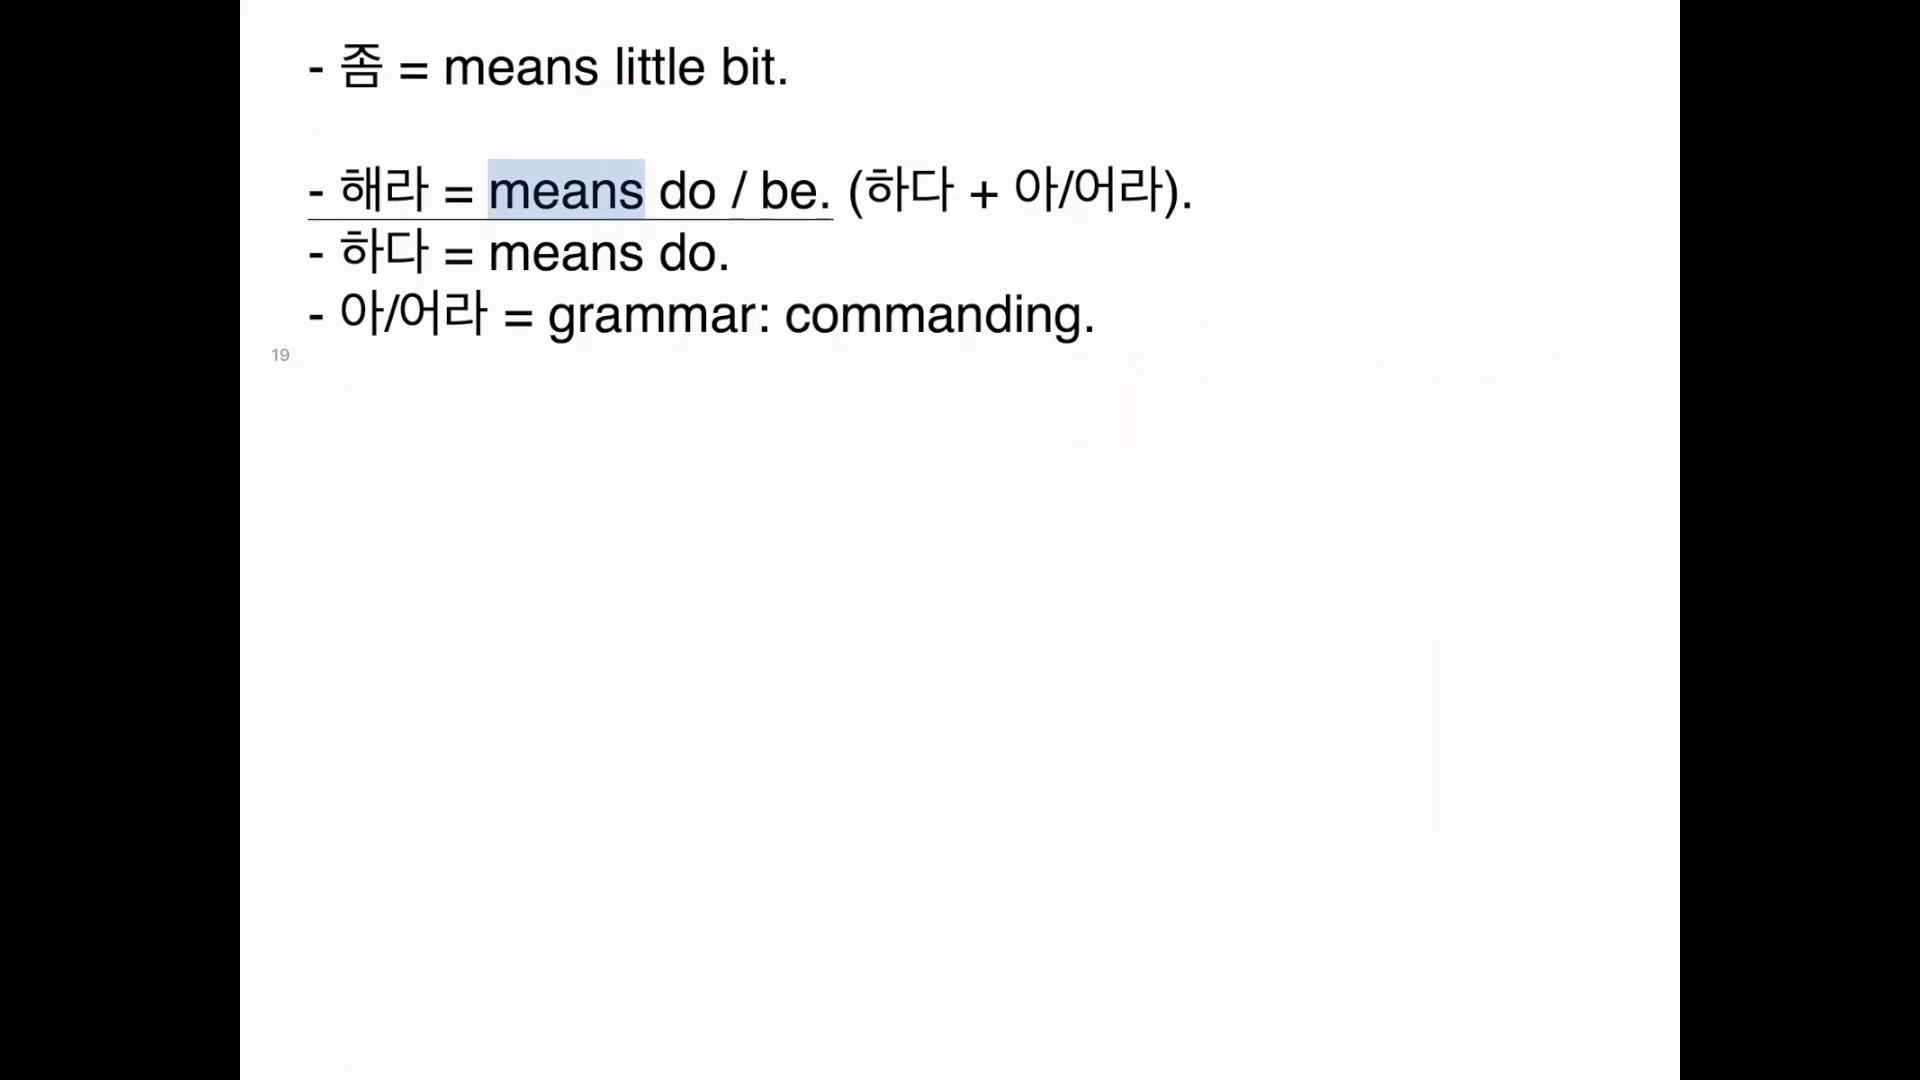 - 좀 = means little bit.
- 해라 = means do / be. (하다 + 아/어라).
- 하다 = means do.
- 아/어라 = grammar: commanding.
19